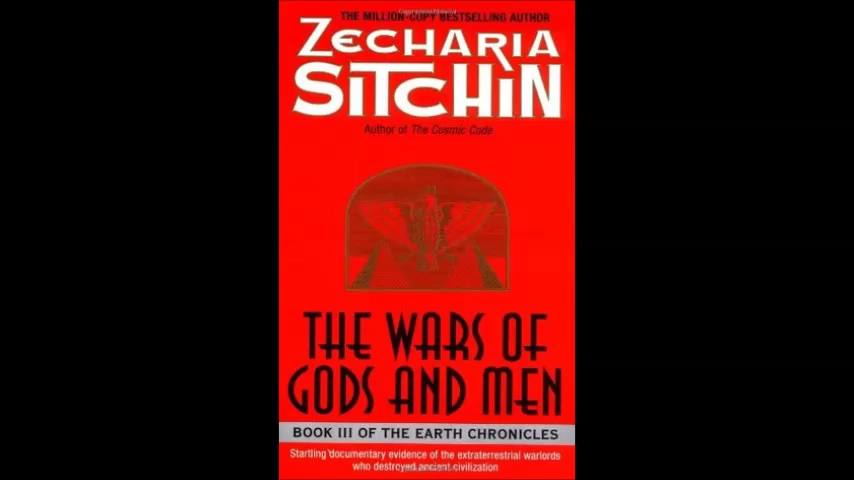 THE MILLION-COPY BESTSELLING AUTHOR
ZECHARIA
SITCHIN
Author of The Cosmic Code
THE WARS OF
GODS AND MEN
BOOK III OF THE EARTH CHRONICLES
Startling documentary evidence of the extraterrestrial warlords
who destroyed ancient civilization